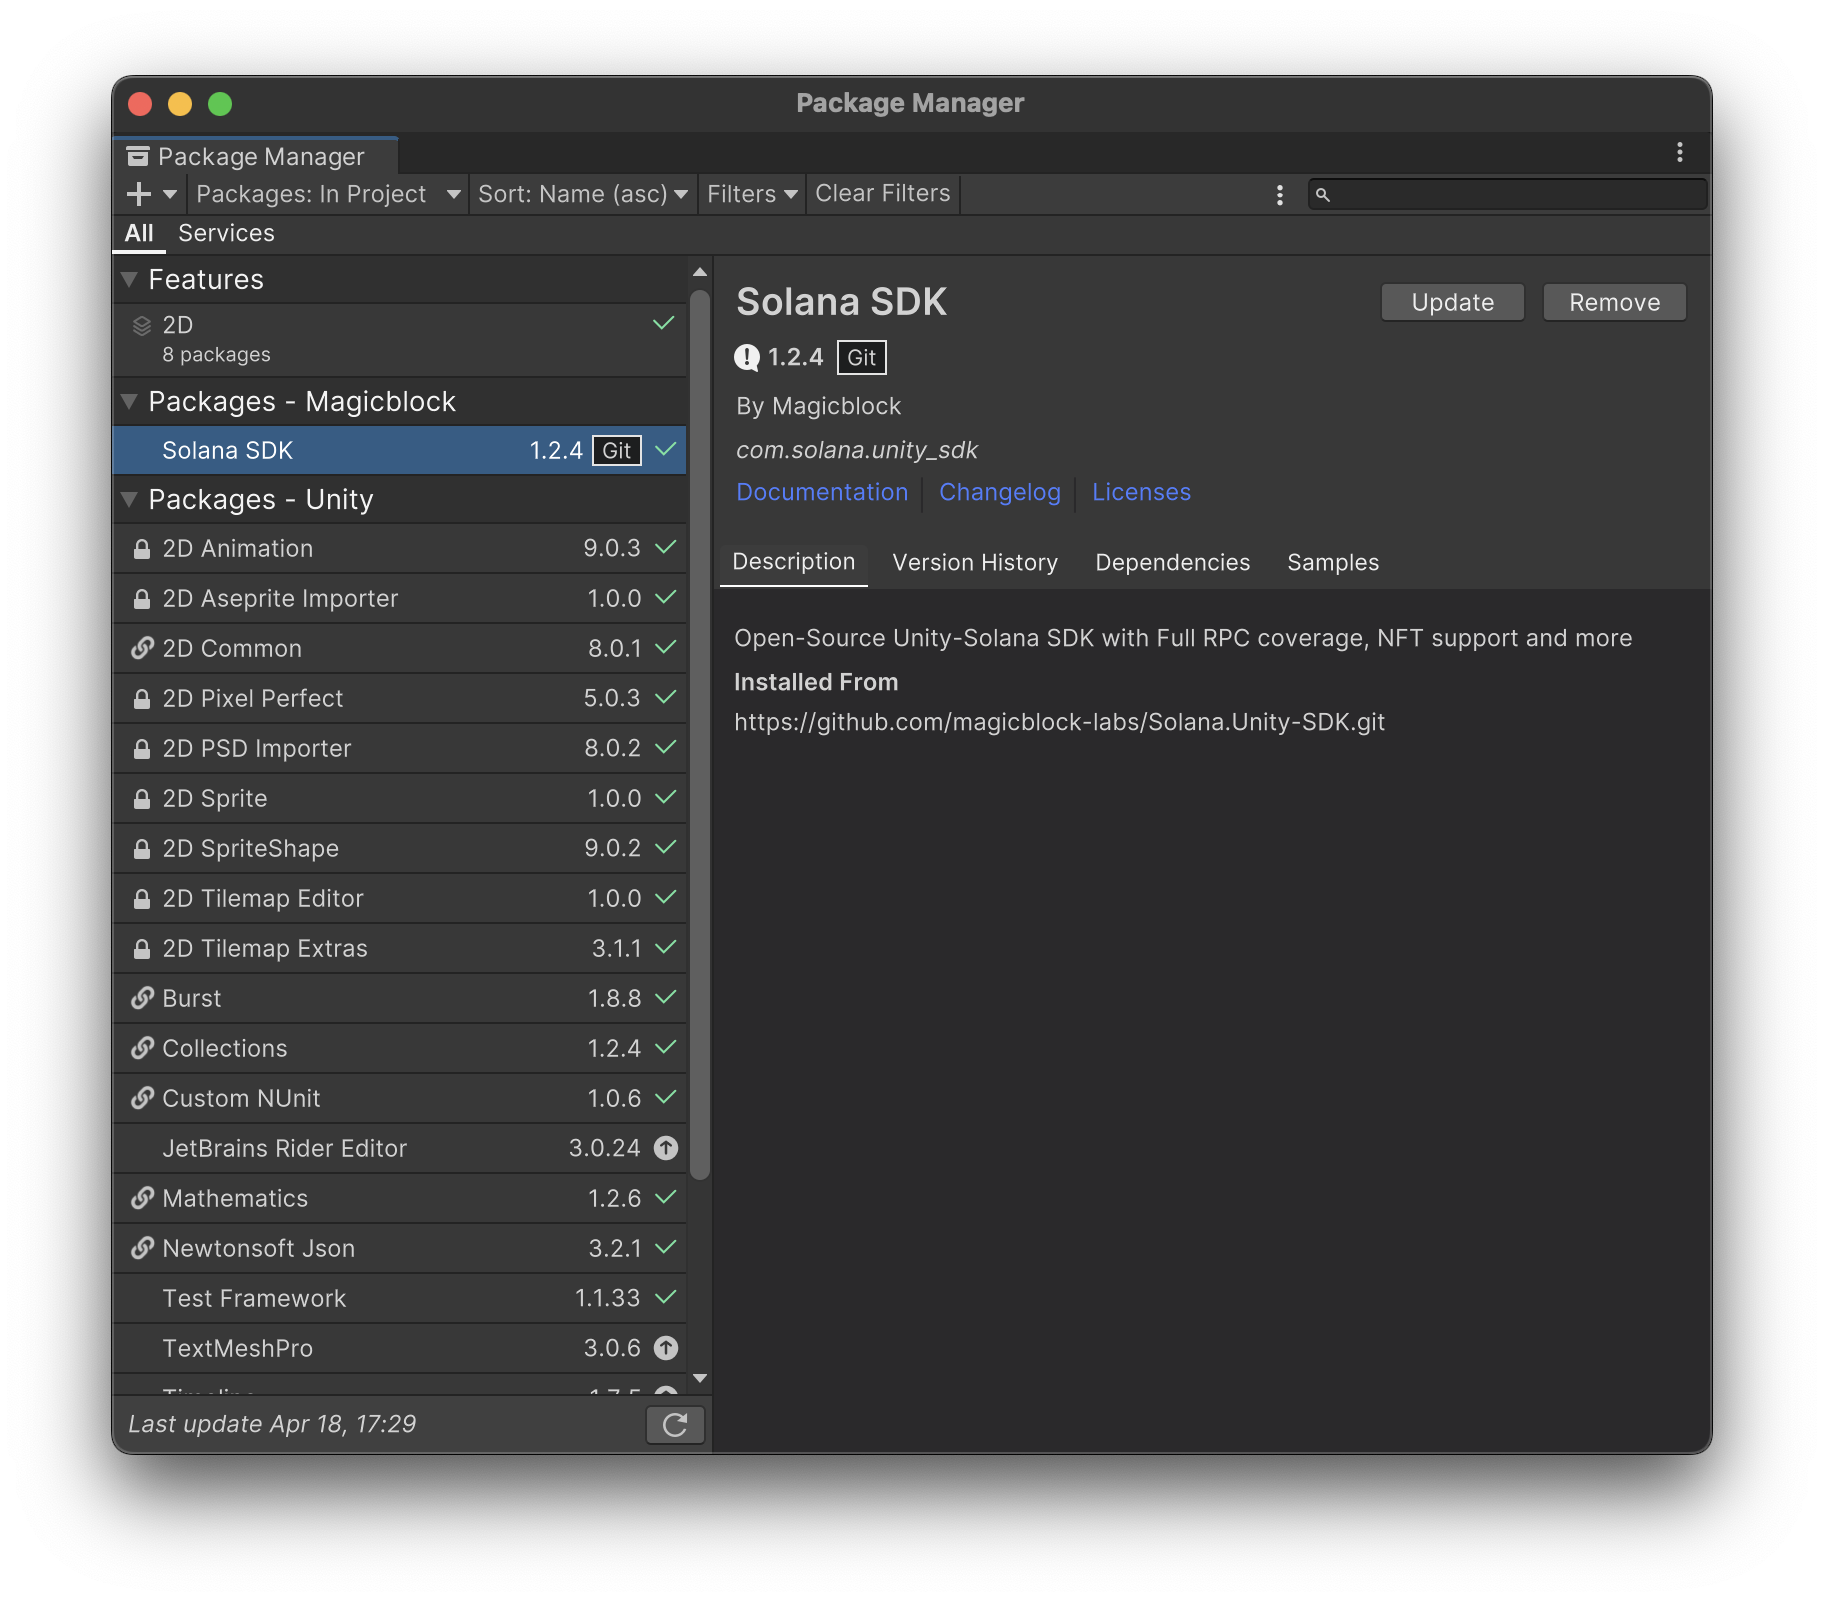 Package Manager
Package Manager
Packages: In Project
Sort: Name (asc)
Filters
Clear Filters
All
Services
Features
2D
8 packages
Packages - Magicblock
Solana SDK 1.2.4 Git
Packages - Unity
2D Animation 9.0.3
2D Aseprite Importer 1.0.0
2D Common 8.0.1
2D Pixel Perfect 5.0.3
2D PSD Importer 8.0.2
2D Sprite 1.0.0
2D SpriteShape 9.0.2
2D Tilemap Editor 1.0.0
2D Tilemap Extras 3.1.1
Burst 1.8.8
Collections 1.2.4
Custom NUnit 1.0.6
JetBrains Rider Editor 3.0.24
Mathematics 1.2.6
Newtonsoft Json 3.2.1
Test Framework 1.1.33
TextMeshPro 3.0.6
Timeline 1.7.5
Last update Apr 18, 17:29
Solana SDK
Update
Remove
1.2.4 Git
By Magicblock
com.solana.unity_sdk
Documentation
Changelog
Licenses
Description
Version History
Dependencies
Samples
Open-Source Unity-Solana SDK with Full RPC coverage, NFT support and more
Installed From
https://github.com/magicblock-labs/Solana.Unity-SDK.git